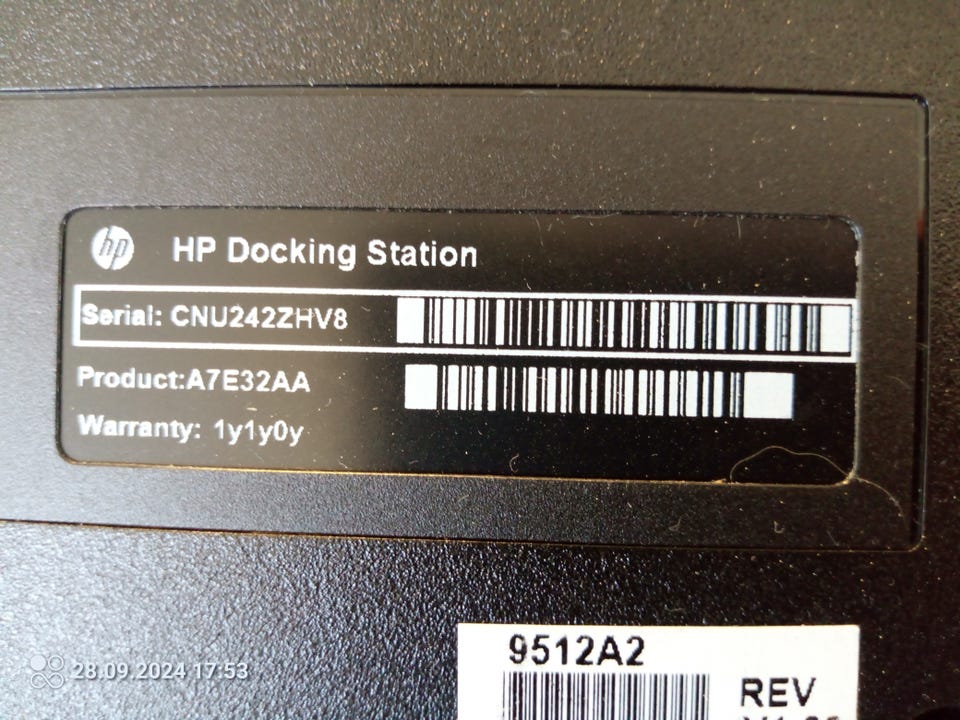 hp HP Docking Station
Serial: CNU242ZHV8
Product:A7E32AA
Warranty: 1y1y0y
9512A2
REV
28.09.2024 17:53